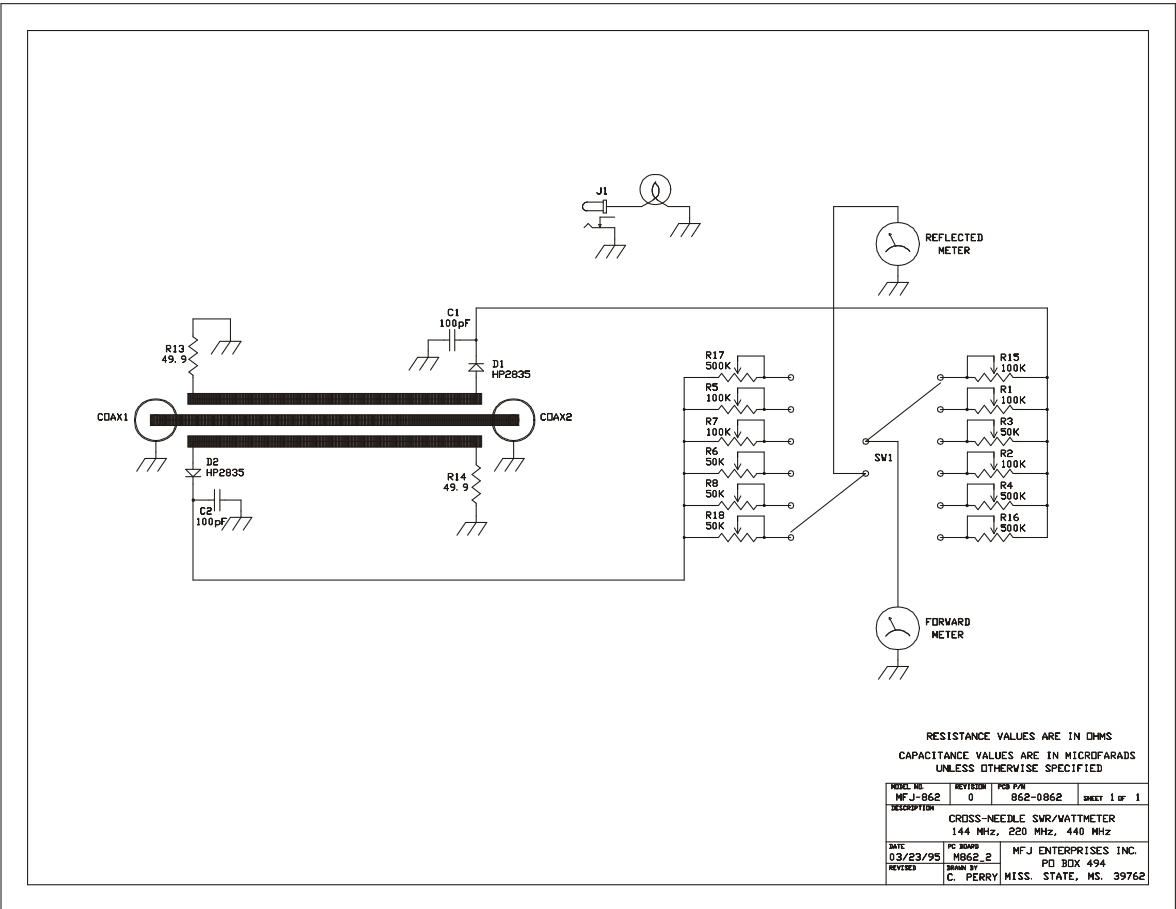 J1
REFLECTED
METER
C1
100pF
R13
49.9
D1
HP2835
COAX1
COAX2
D2
HP2835
R14
49.9
C2
100pF
R17
500K
R5
100K
R7
100K
R6
50K
R8
50K
R18
50K
SW1
R15
100K
R1
100K
R3
50K
R2
100K
R4
500K
R16
500K
FORWARD
METER
RESISTANCE VALUES ARE IN OHMS
CAPACITANCE VALUES ARE IN MICROFARADS
UNLESS OTHERWISE SPECIFIED
MODEL NO. REVISION PCB P/N
MFJ-862 0 862-0862 SHEET 1 OF 1
DESCRIPTION
CROSS-NEEDLE SWR/WATTMETER
144 MHz, 220 MHz, 440 MHz
DATE PC BOARD
03/23/95 M862_2
REVISED DRAWN BY
C. PERRY
MFJ ENTERPRISES INC.
PO BOX 494
MISS. STATE, MS. 39762